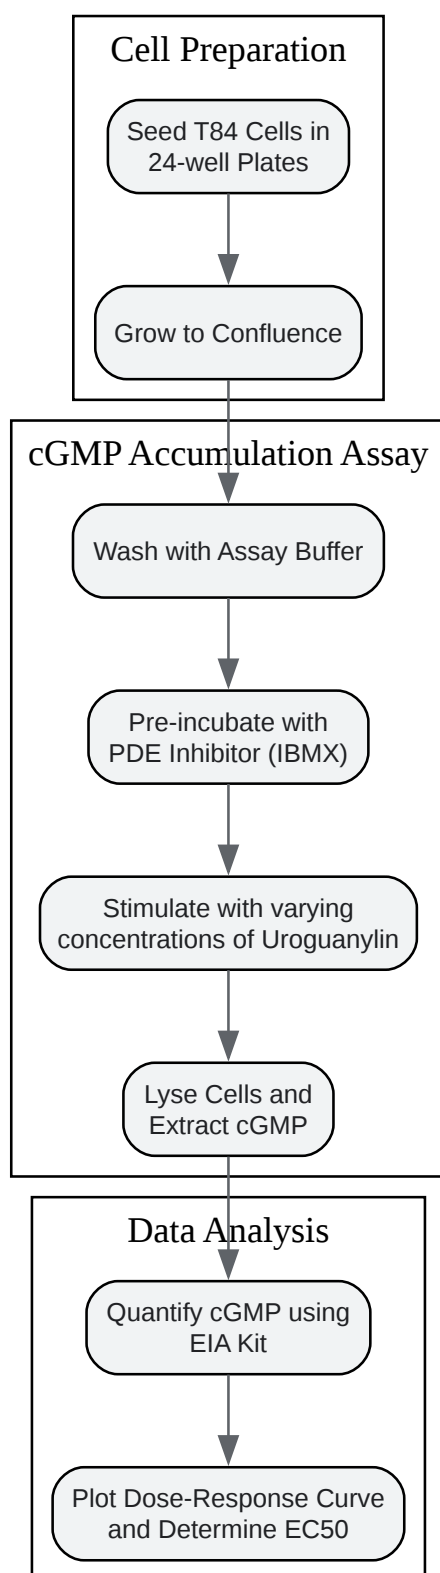 Cell Preparation
Seed T84 Cells in
24-well Plates
Grow to Confluence
cGMP Accumulation Assay
Wash with Assay Buffer
Pre-incubate with
PDE Inhibitor (IBMX)
Stimulate with varying
concentrations of Uroguanylin
Lyse Cells and
Extract cGMP
Data Analysis
Quantify cGMP using
EIA Kit
Plot Dose-Response Curve
and Determine EC50